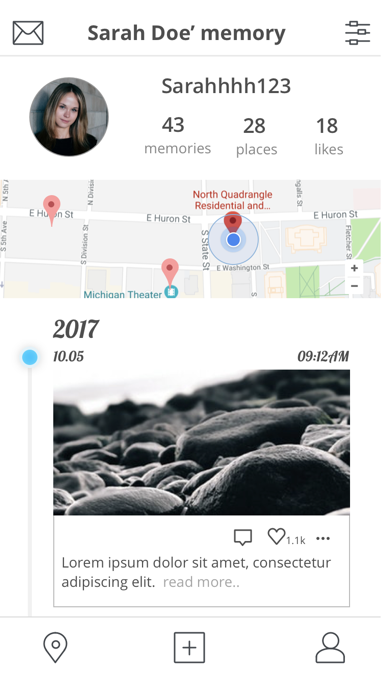 Sarah Doe’ memory
Sarahhhh123
43
28
18
memories
places
likes
N Divisi
North Quadrangle
Residential and...
E Huron St
E Huron St
E Huron St
S 5th Ave
S Division St
S State St
Fletcher St
E Washington St
+
−
Michigan Theater
2017
10.05
09:12AM
1.1k
Lorem ipsum dolor sit amet, consectetur
adipiscing elit. read more..